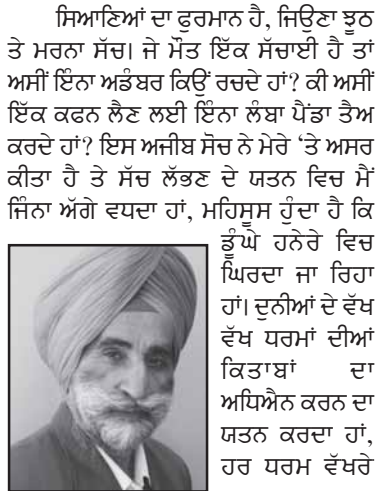 ਸਿਆਣਿਆਂ ਦਾ ਫੁਰਮਾਨ ਹੈ, ਜਿਉਣਾ ਝੂਠ
ਤੇ ਮਰਨਾ ਸੱਚ। ਜੇ ਮੌਤ ਇੱਕ ਸੱਚਾਈ ਹੈ ਤਾਂ
ਅਸੀਂ ਇੰਨਾ ਅਡੰਬਰ ਕਿਉਂ ਰਚਦੇ ਹਾਂ? ਕੀ ਅਸੀਂ
ਇੱਕ ਕਫਨ ਲੈਣ ਲਈ ਇੰਨਾ ਲੰਬਾ ਪੈਂਡਾ ਤੈਅ
ਕਰਦੇ ਹਾਂ? ਇਸ ਅਜੀਬ ਸੋਚ ਨੇ ਮੇਰੇ ‘ਤੇ ਅਸਰ
ਕੀਤਾ ਹੈ ਤੇ ਸੱਚ ਲੱਭਣ ਦੇ ਯਤਨ ਵਿਚ ਮੈਂ
ਜਿੰਨਾ ਅੱਗੇ ਵਧਦਾ ਹਾਂ, ਮਹਿਸੂਸ ਹੁੰਦਾ ਹੈ ਕਿ
ਡੂੰਘੇ ਹਨੇਰੇ ਵਿਚ
ਘਿਰਦਾ ਜਾ ਰਿਹਾ
ਹਾਂ। ਦੁਨੀਆਂ ਦੇ ਵੱਖ
ਵੱਖ ਧਰਮਾਂ ਦੀਆਂ
ਕਿਤਾਬਾਂ ਦਾ
ਅਧਿਐਨ ਕਰਨ ਦਾ
ਯਤਨ ਕਰਦਾ ਹਾਂ,
ਹਰ ਧਰਮ ਵੱਖਰੇ